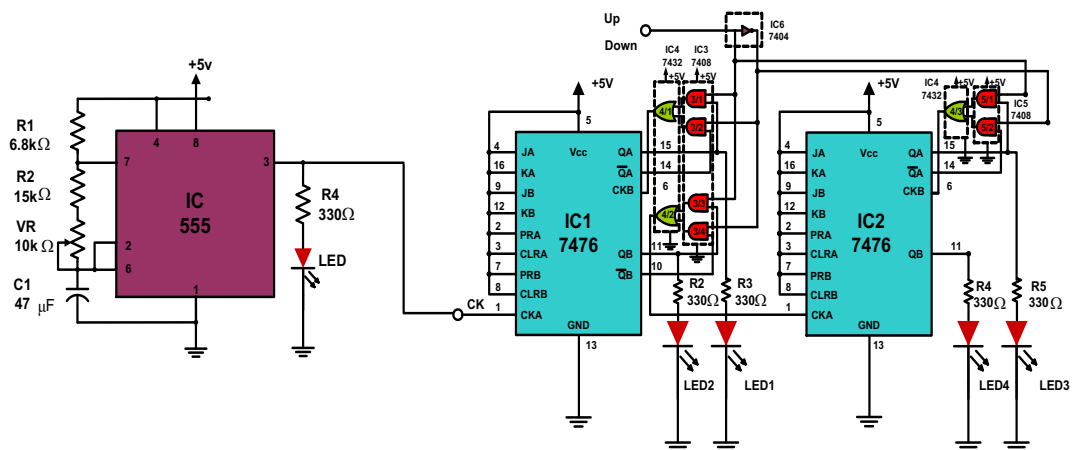 Up
Down
IC6
7404
+5v
R1
6.8kΩ
R2
15kΩ
VR
10kΩ
C1
47 μF
4
8
7
3
2
6
1
IC
555
R4
330Ω
LED
CK
IC4
7432
IC3
7408
+5V
+5V
4/1
3/1
3/2
4/2
3/3
3/4
+5V
5
4
JA
Vcc
QA
15
16
KA
QA
14
9
JB
CKB
6
12
KB
2
PRA
IC1
7476
3
CLRA
QB
11
7
PRB
QB
10
8
CLRB
1
CKA
GND
13
R2
330Ω
R3
330Ω
LED2
LED1
IC4
7432
+5V
+5V
4/3
5/1
5/2
IC5
7408
+5V
5
4
JA
Vcc
QA
15
16
KA
QA
14
9
JB
CKB
6
12
KB
2
PRA
IC2
7476
3
CLRA
QB
11
7
PRB
8
CLRB
1
CKA
GND
13
R4
330Ω
R5
330Ω
LED4
LED3